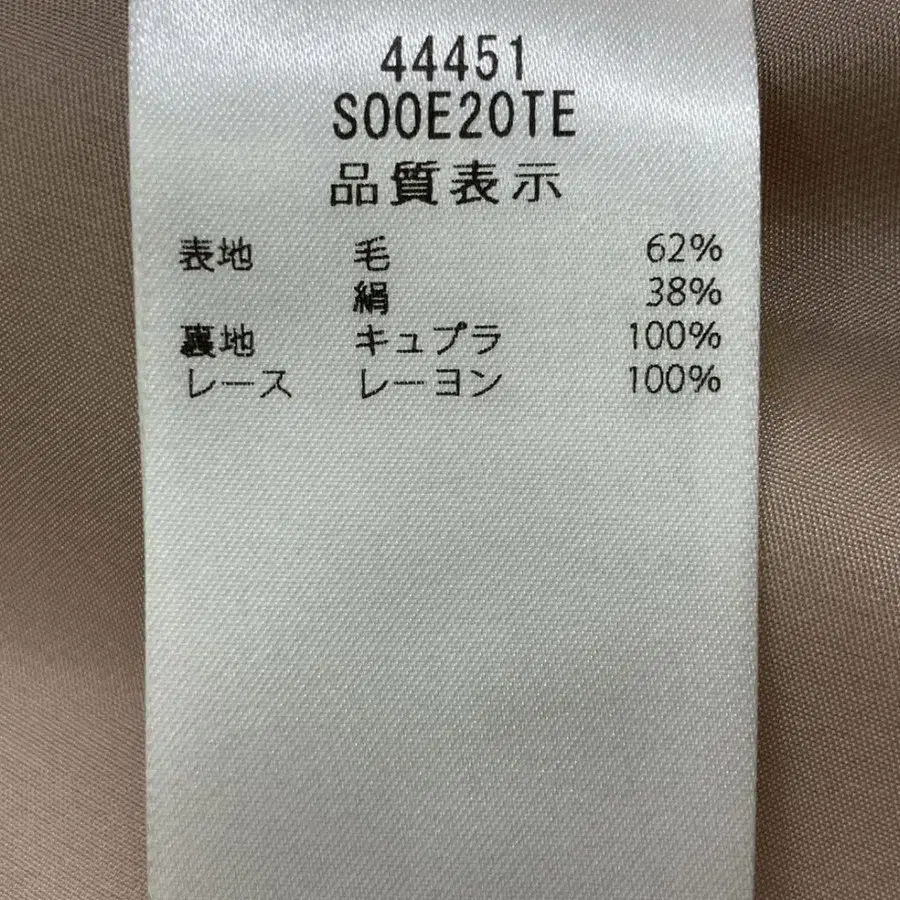 44451
S00E20TE
品質表示
表地 毛 62%
絹 38%
裏地 キュプラ 100%
レース レーヨン 100%